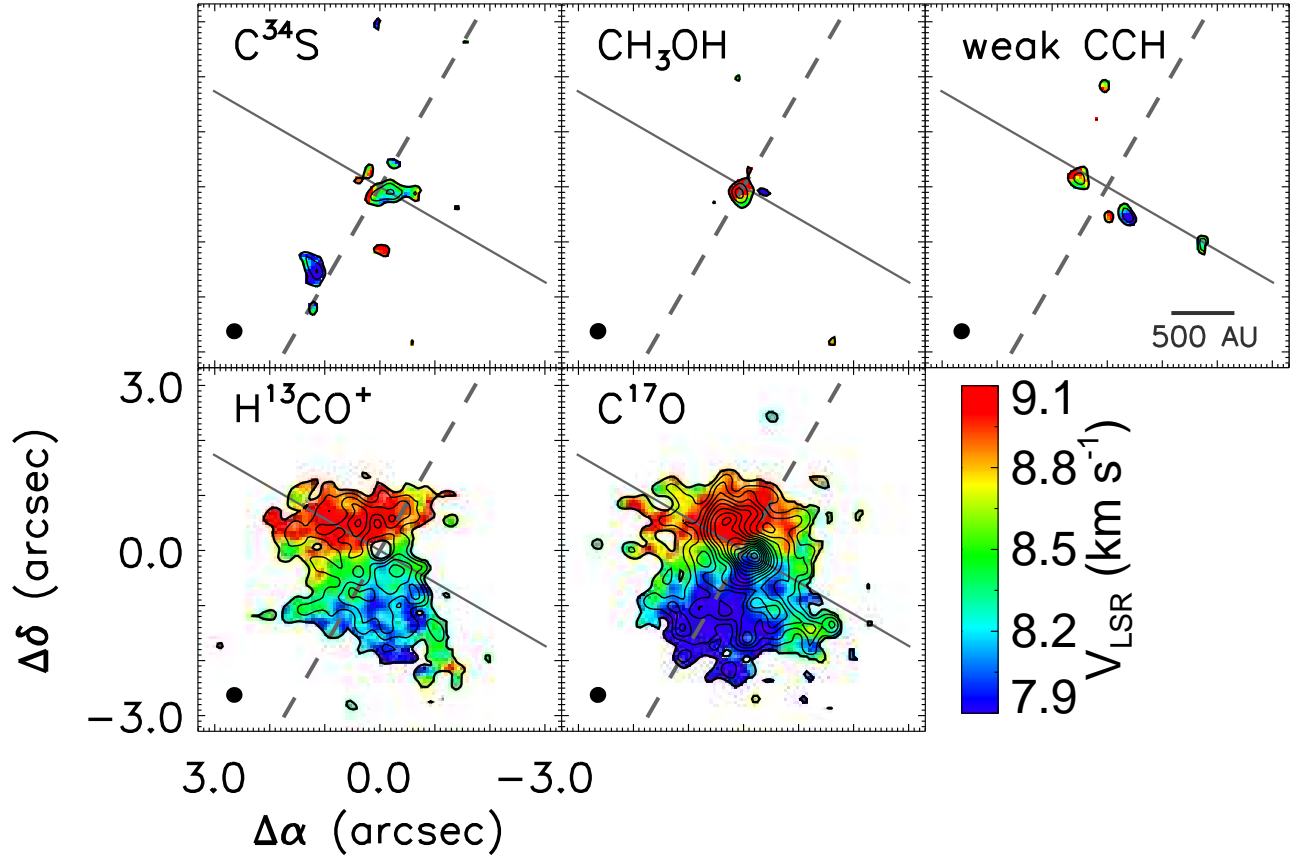 C³⁴S
CH₃OH
weak CCH
500 AU
H¹³CO⁺
C¹⁷O
3.0
0.0
−3.0
Δδ (arcsec)
3.0 0.0 −3.0
Δα (arcsec)
9.1
8.8
8.5
8.2
7.9
V_LSR (km s⁻¹)